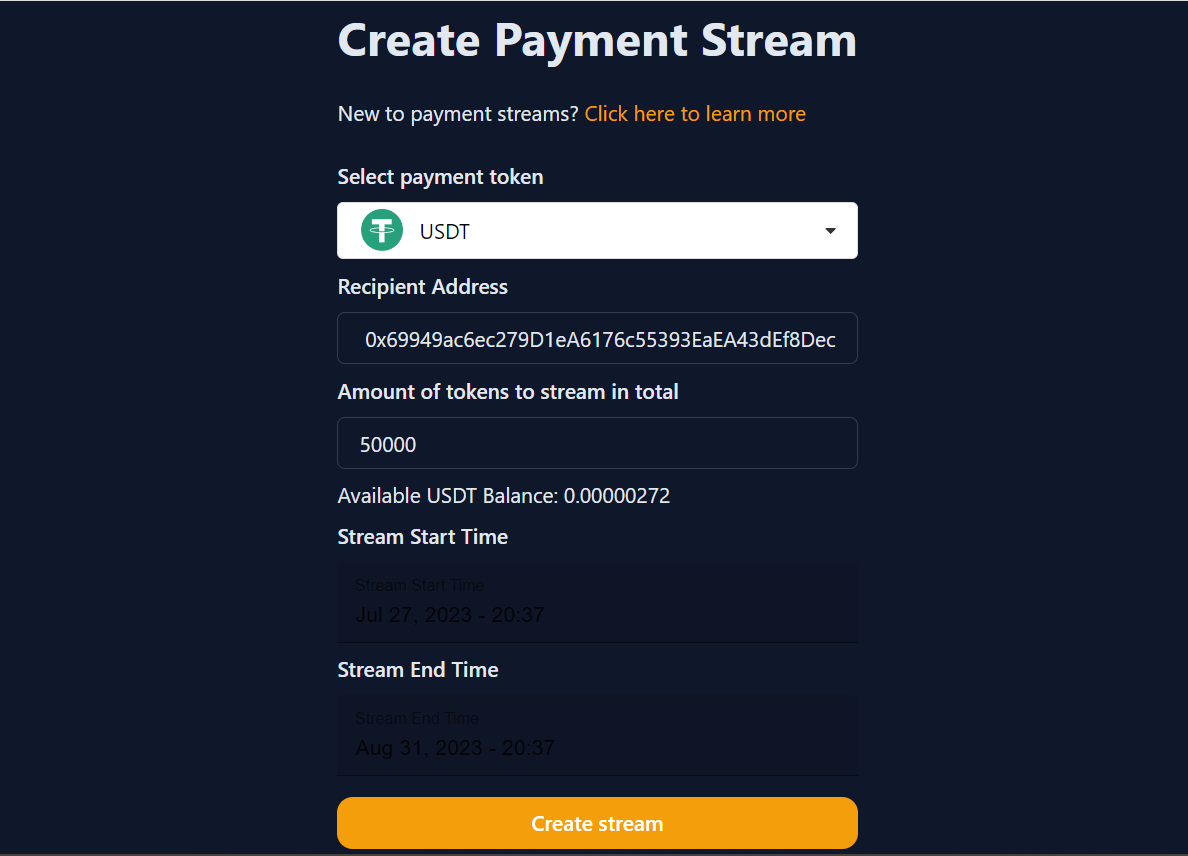 Create Payment Stream
New to payment streams? Click here to learn more
Select payment token
USDT
Recipient Address
0x69949ac6ec279D1eA6176c55393EaEA43dEf8Dec
Amount of tokens to stream in total
50000
Available USDT Balance: 0.00000272
Stream Start Time
Stream Start Time
Jul 27, 2023 - 20:37
Stream End Time
Stream End Time
Aug 31, 2023 - 20:37
Create stream